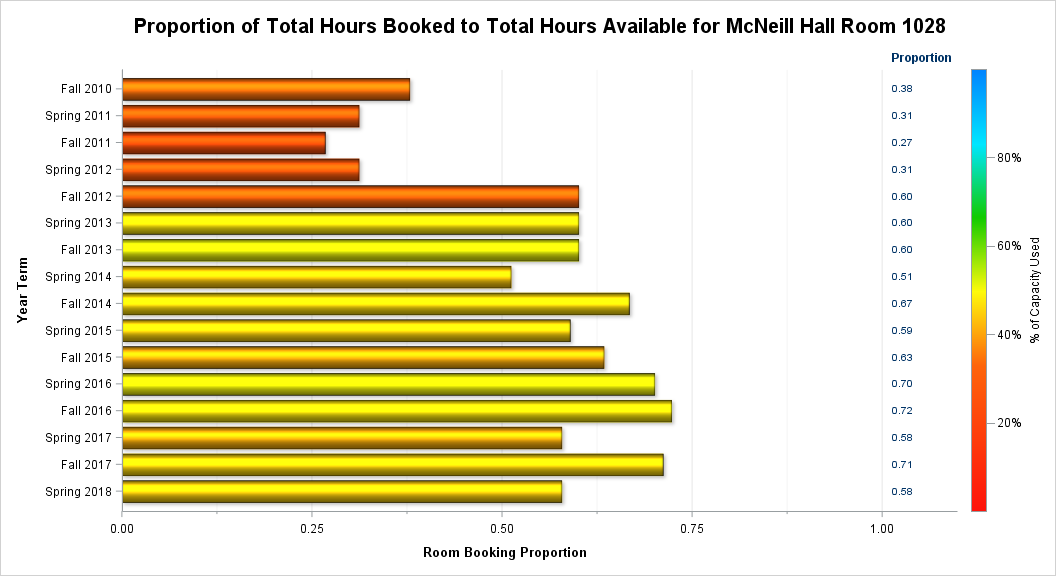 Proportion of Total Hours Booked to Total Hours Available for McNeill Hall Room 1028
Proportion
Fall 2010 0.38
Spring 2011 0.31
Fall 2011 0.27
Spring 2012 0.31
Fall 2012 0.60
Spring 2013 0.60
Fall 2013 0.60
Spring 2014 0.51
Fall 2014 0.67
Spring 2015 0.59
Fall 2015 0.63
Spring 2016 0.70
Fall 2016 0.72
Spring 2017 0.58
Fall 2017 0.71
Spring 2018 0.58
Year Term
0.00 0.25 0.50 0.75 1.00
Room Booking Proportion
80%
60%
40%
20%
% of Capacity Used